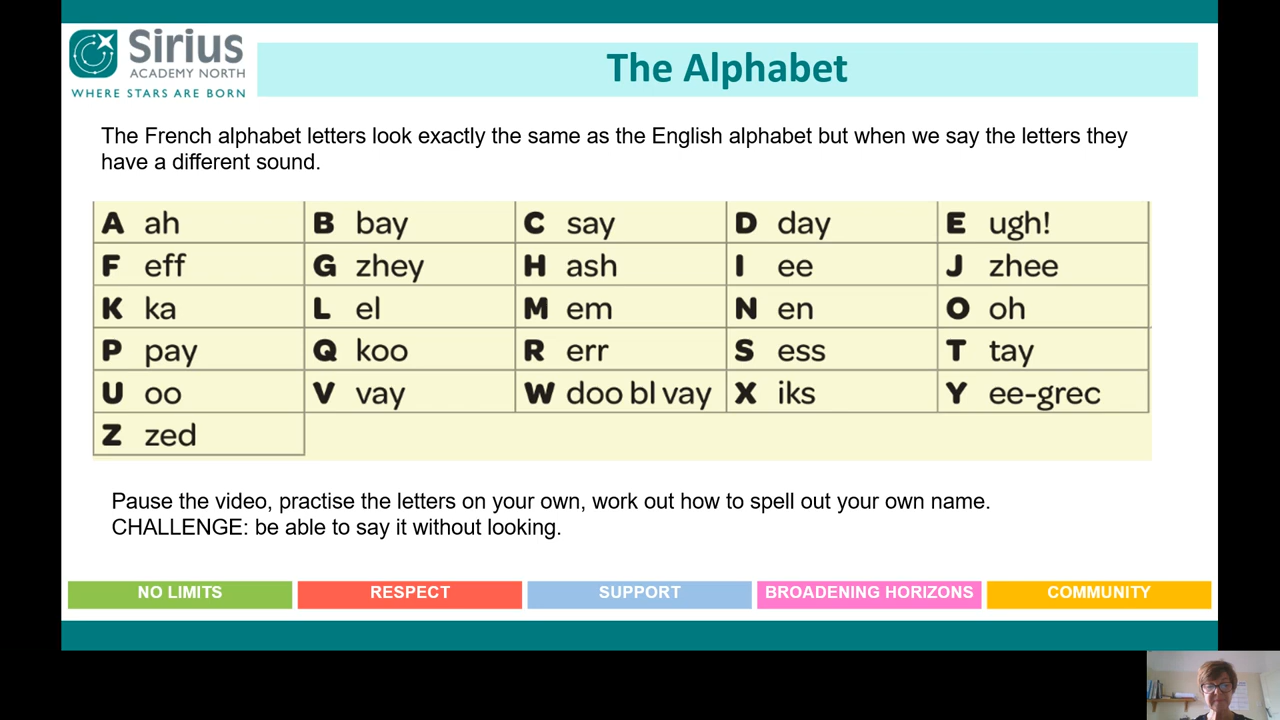 Sirius
ACADEMY NORTH
WHERE STARS ARE BORN
The Alphabet
The French alphabet letters look exactly the same as the English alphabet but when we say the letters they
have a different sound.
A ah B bay C say D day E ugh!
F eff G zhey H ash I ee J zhee
K ka L el M em N en O oh
P pay Q koo R err S ess T tay
U oo V vay W doo bl vay X iks Y ee-grec
Z zed
Pause the video, practise the letters on your own, work out how to spell out your own name.
CHALLENGE: be able to say it without looking.
NO LIMITS RESPECT SUPPORT BROADENING HORIZONS COMMUNITY